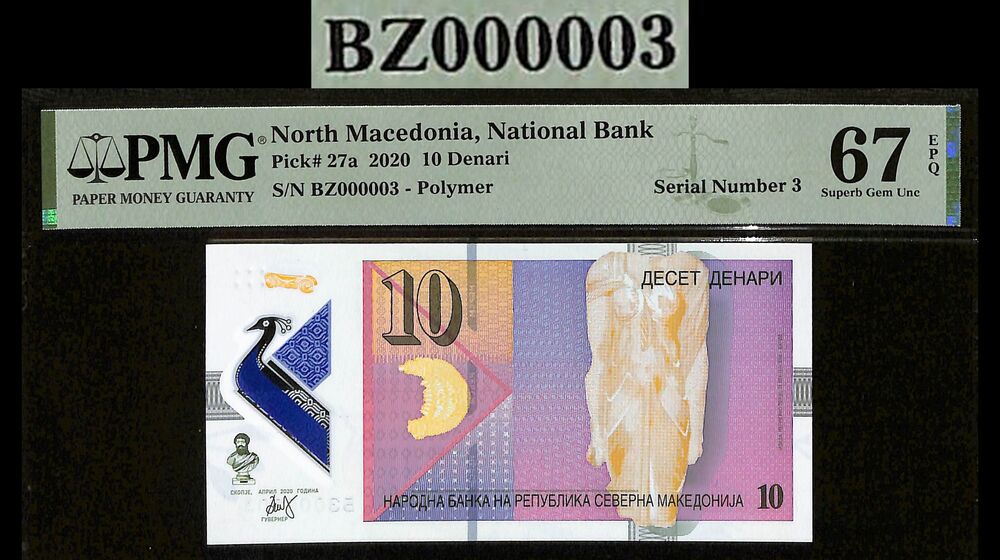 BZ000003
PMG®
PAPER MONEY GUARANTY
North Macedonia, National Bank
Pick# 27a 2020 10 Denari
S/N BZ000003 - Polymer
Serial Number 3
67
EPQ
Superb Gem Unc
10
ДЕСЕТ ДЕНАРИ
СКОПЈЕ, АПРИЛ 2020 ГОДИНА
ГУВЕРНЕР
НАРОДНА БАНКА НА РЕПУБЛИКА СЕВЕРНА МАКЕДОНИЈА
10